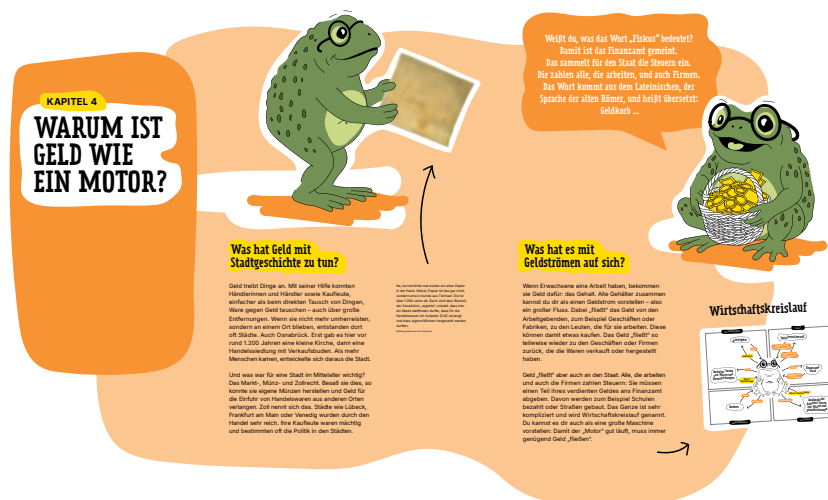 KAPITEL 4
WARUM IST
GELD WIE
EIN MOTOR?
Weißt du, was das Wort „Fiskus" bedeutet?
Damit ist das Finanzamt gemeint.
Das sammelt für den Staat die Steuern ein.
Die zahlen alle, die arbeiten, und auch Firmen.
Das Wort kommt aus dem Lateinischen, der
Sprache der alten Römer, und heißt übersetzt:
Geldkorb ...
Was hat Geld mit
Stadtgeschichte zu tun?
Geld treibt Dinge an. Mit seiner Hilfe konnten
Händlerinnen und Händler sowie Kaufleute,
einfacher als beim direkten Tausch von Dingen,
Ware gegen Geld tauschen – auch über große
Entfernungen. Wenn sie nicht mehr umherreisten,
sondern an einem Ort blieben, entstanden dort
oft Städte. Auch Osnabrück. Erst gab es hier vor
rund 1.200 Jahren eine kleine Kirche, dann eine
Handelssiedlung mit Verkaufsbuden. Als mehr
Menschen kamen, entwickelte sich daraus die Stadt.
Und was war für eine Stadt im Mittelalter wichtig?
Das Markt-, Münz- und Zollrecht. Besaß sie dies, so
konnte sie eigene Münzen herstellen und Geld für
die Einfuhr von Handelswaren aus anderen Orten
verlangen. Zoll nennt sich das. Städte wie Lübeck,
Frankfurt am Main oder Venedig wurden durch den
Handel sehr reich. Ihre Kaufleute waren mächtig
und bestimmten oft die Politik in den Städten.
Was hat es mit
Geldströmen auf sich?
Wenn Erwachsene eine Arbeit haben, bekommen
sie Geld dafür: das Gehalt. Alle Gehälter zusammen
kannst du dir als einen Geldstrom vorstellen – also
ein großer Fluss. Dabei „fließt" das Geld von den
Arbeitgebenden, zum Beispiel Geschäften oder
Fabriken, zu den Leuten, die für sie arbeiten. Diese
können damit etwas kaufen. Das Geld „fließt" so
teilweise wieder zu den Geschäften oder Firmen
zurück, die die Waren verkauft oder hergestellt
haben.
Geld „fließt" aber auch an den Staat: Alle, die arbeiten
und auch die Firmen zahlen Steuern: Sie müssen
einen Teil ihres verdienten Geldes ans Finanzamt
abgeben. Davon werden zum Beispiel Schulen
bezahlt oder Straßen gebaut. Das Ganze ist sehr
kompliziert und wird Wirtschaftskreislauf genannt.
Du kannst es dir auch als eine große Maschine
vorstellen: Damit der „Motor" gut läuft, muss immer
genügend Geld „fließen".
Wirtschaftskreislauf